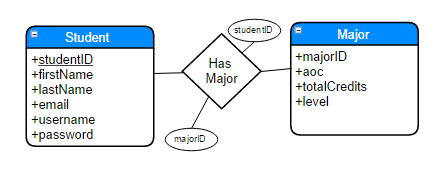 Student
+studentID
+firstName
+lastName
+email
+username
+password
Has
Major
studentID
majorID
Major
+majorID
+aoc
+totalCredits
+level